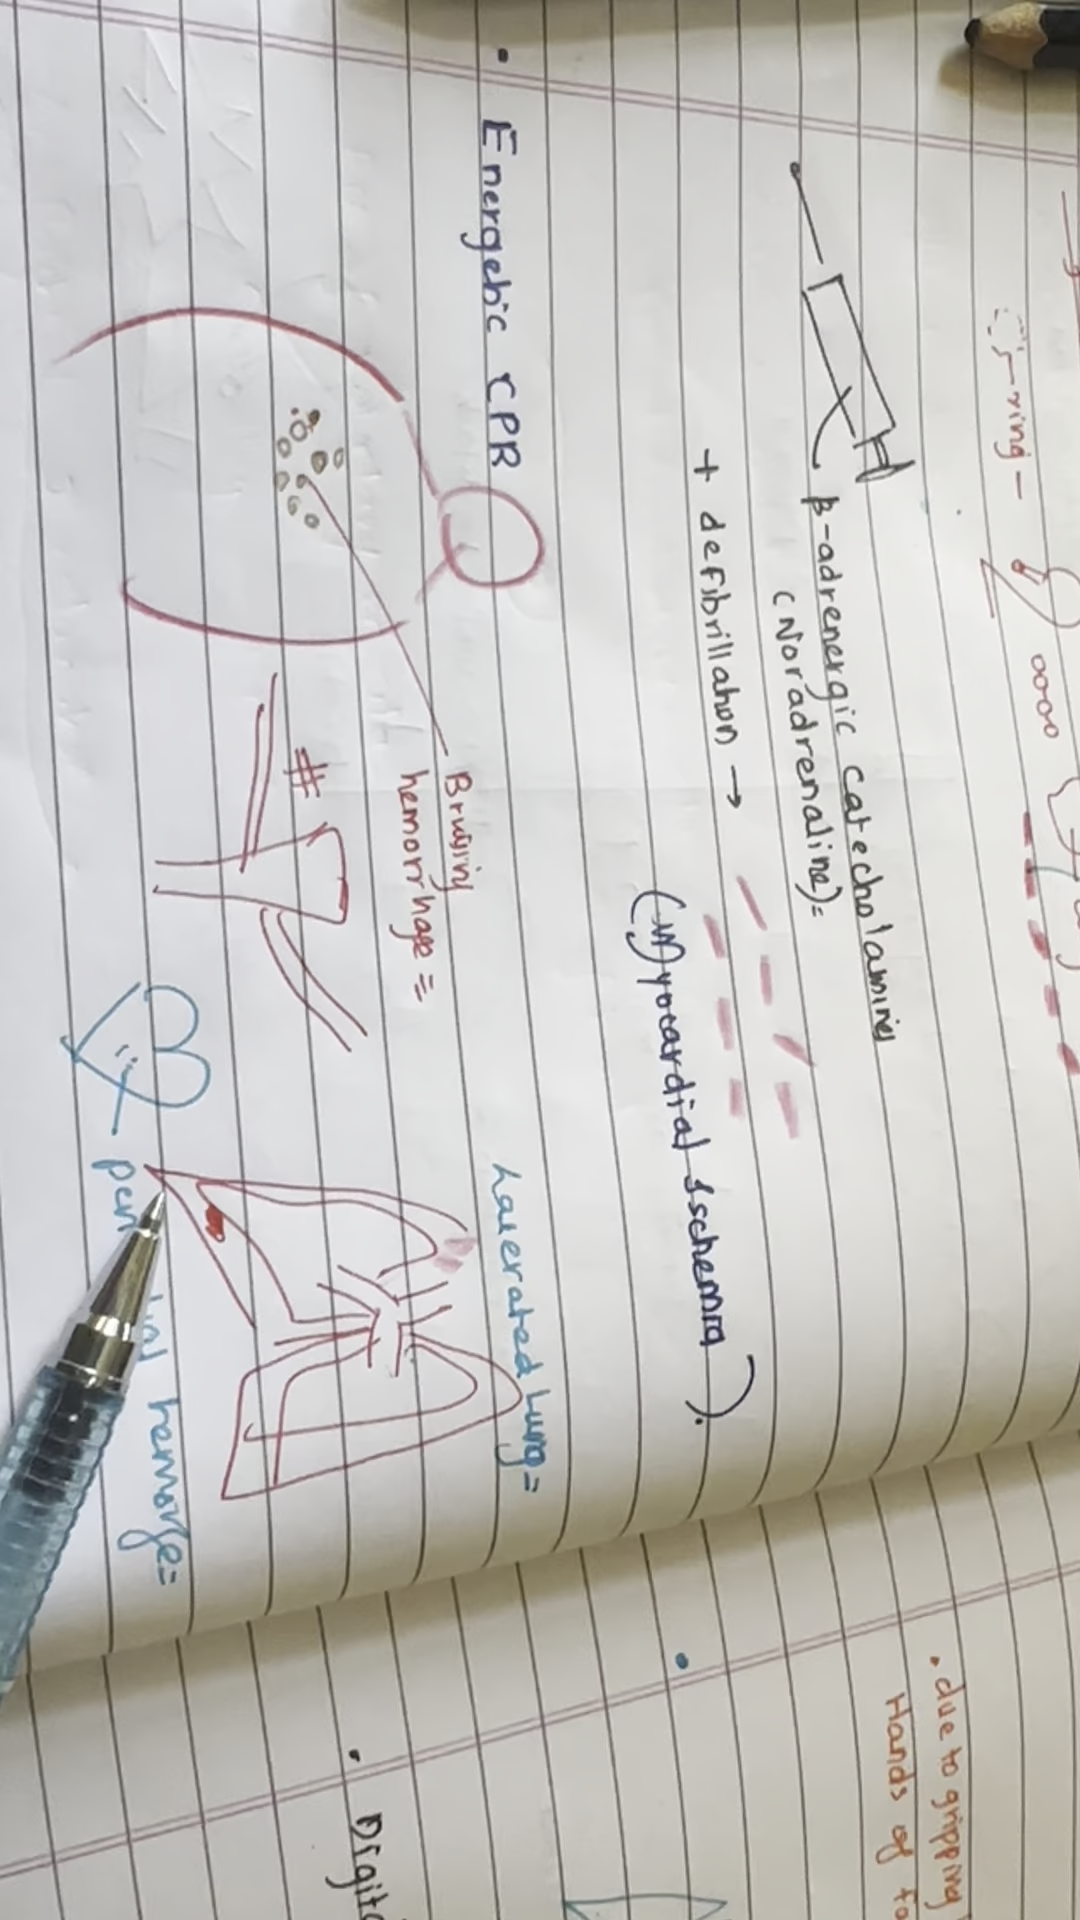 ring-
β-adrenergic catecholamines
(Noradrenaline)=
+ defibrillation →
(Myocardial Ischemia).
• Energetic CPR
Lacerated Lung=
Bruising
hemorrhage =
#
hemorrge=
• due to gripping
Hands of
• Digita